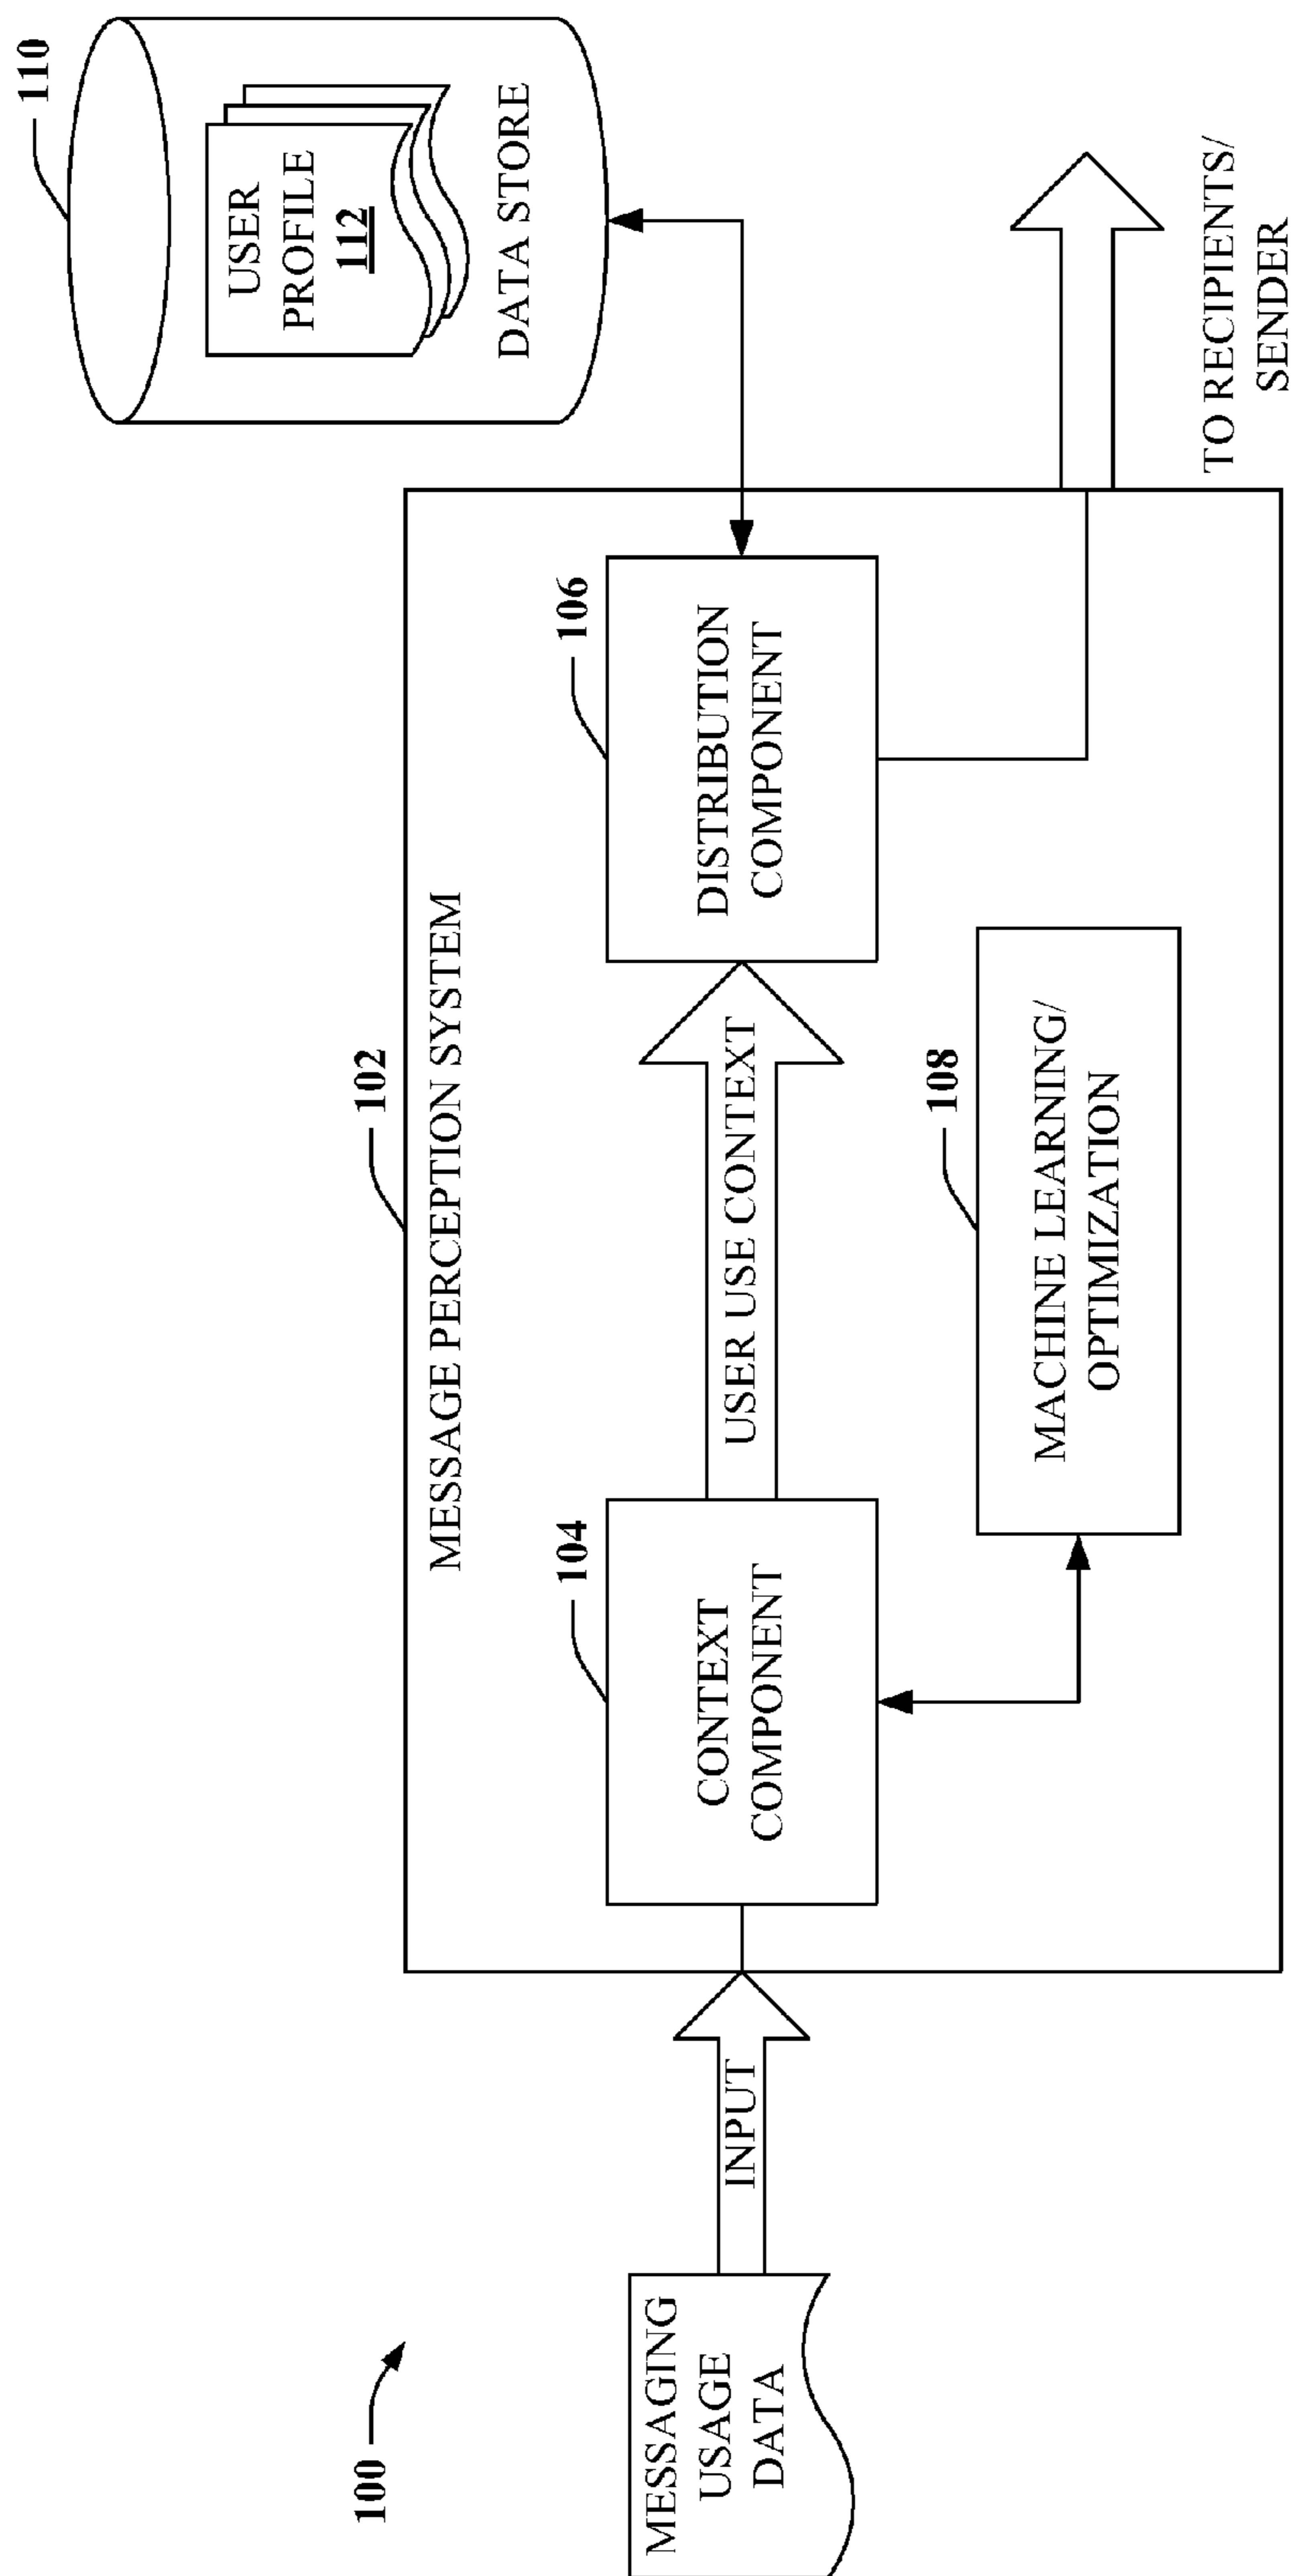 100
MESSAGING
USAGE
DATA
INPUT
102
MESSAGE PERCEPTION SYSTEM
104
CONTEXT
COMPONENT
USER USE CONTEXT
106
DISTRIBUTION
COMPONENT
108
MACHINE LEARNING/
OPTIMIZATION
110
USER
PROFILE
112
DATA STORE
TO RECIPIENTS/
SENDER